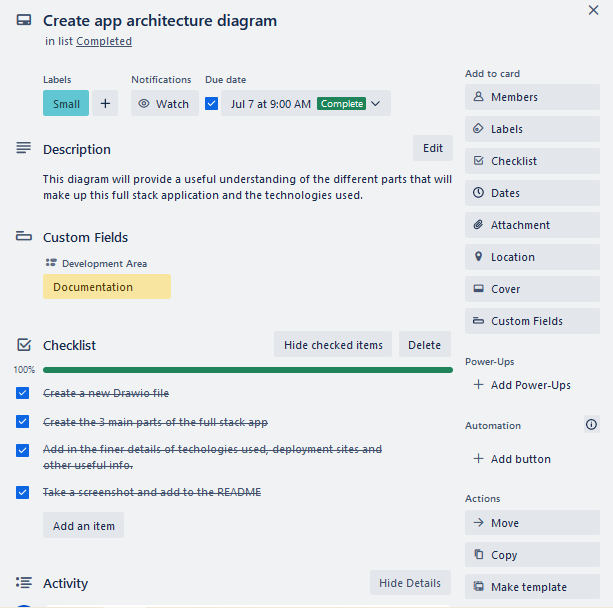 Create app architecture diagram
in list Completed
Labels
Notifications
Due date
Small
+
Watch
Jul 7 at 9:00 AM Complete
Description
Edit
This diagram will provide a useful understanding of the different parts that will
make up this full stack application and the technologies used.
Custom Fields
Development Area
Documentation
Checklist
Hide checked items
Delete
100%
Create a new Drawio file
Create the 3 main parts of the full stack app
Add in the finer details of techologies used, deployment sites and
other useful info.
Take a screenshot and add to the README
Add an item
Activity
Hide Details
Add to card
Members
Labels
Checklist
Dates
Attachment
Location
Cover
Custom Fields
Power-Ups
+ Add Power-Ups
Automation
+ Add button
Actions
Move
Copy
Make template